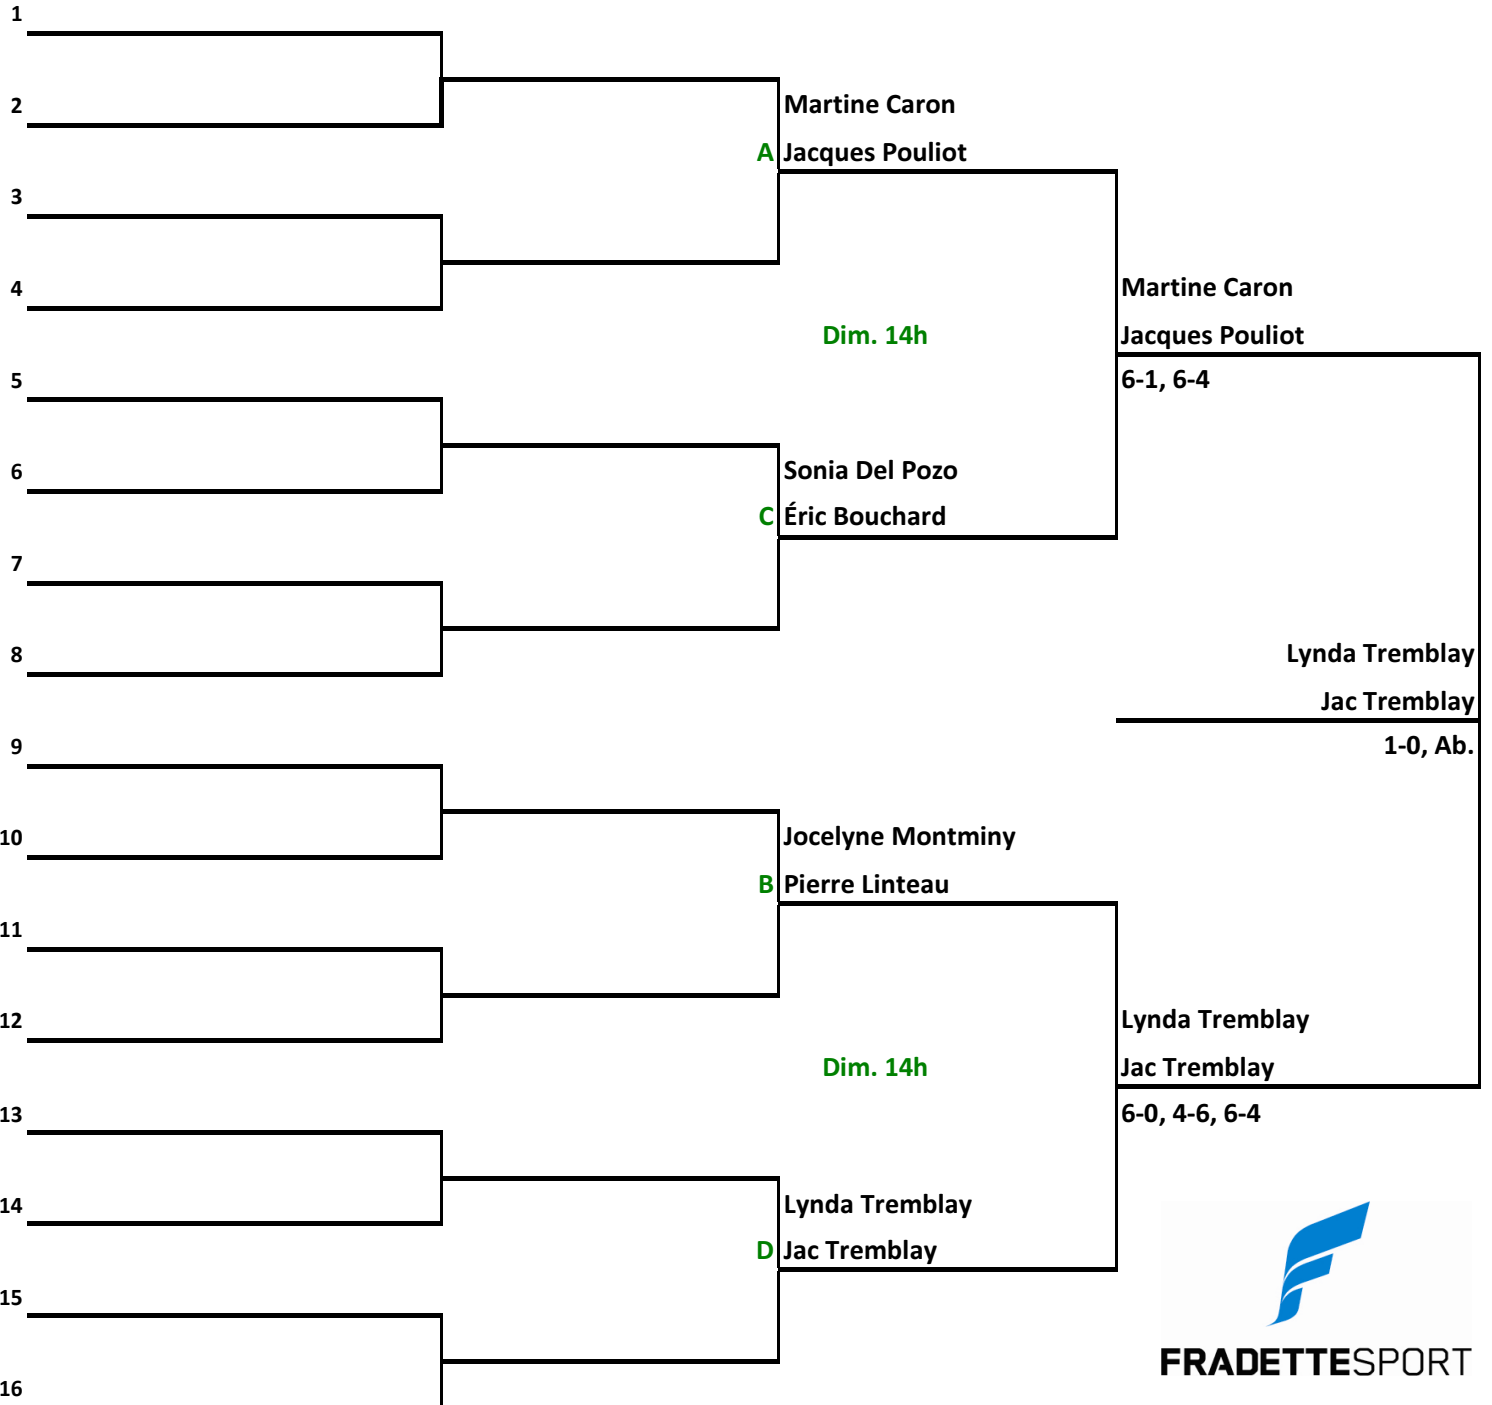 1
2
Martine Caron
A Jacques Pouliot
3
4
Martine Caron
Dim. 14h
Jacques Pouliot
5
6-1, 6-4
6
Sonia Del Pozo
C Éric Bouchard
7
8
Lynda Tremblay
Jac Tremblay
9
1-0, Ab.
10
Jocelyne Montminy
B Pierre Linteau
11
12
Lynda Tremblay
Dim. 14h
Jac Tremblay
13
6-0, 4-6, 6-4
14
Lynda Tremblay
D Jac Tremblay
15
FRADETTESPORT
16